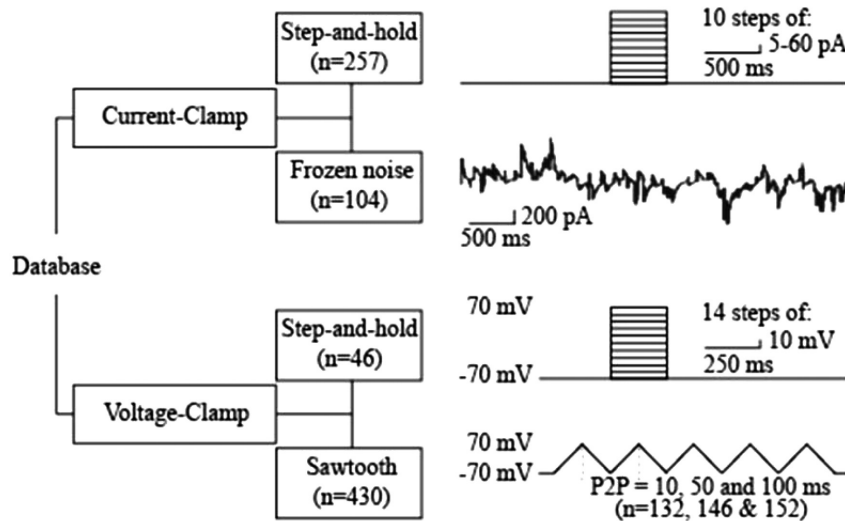 Database
Current-Clamp
Step-and-hold
(n=257)
10 steps of:
5-60 pA
500 ms
Frozen noise
(n=104)
200 pA
500 ms
Voltage-Clamp
Step-and-hold
(n=46)
70 mV
-70 mV
14 steps of:
10 mV
250 ms
Sawtooth
(n=430)
70 mV
-70 mV
P2P = 10, 50 and 100 ms
(n=132, 146 & 152)